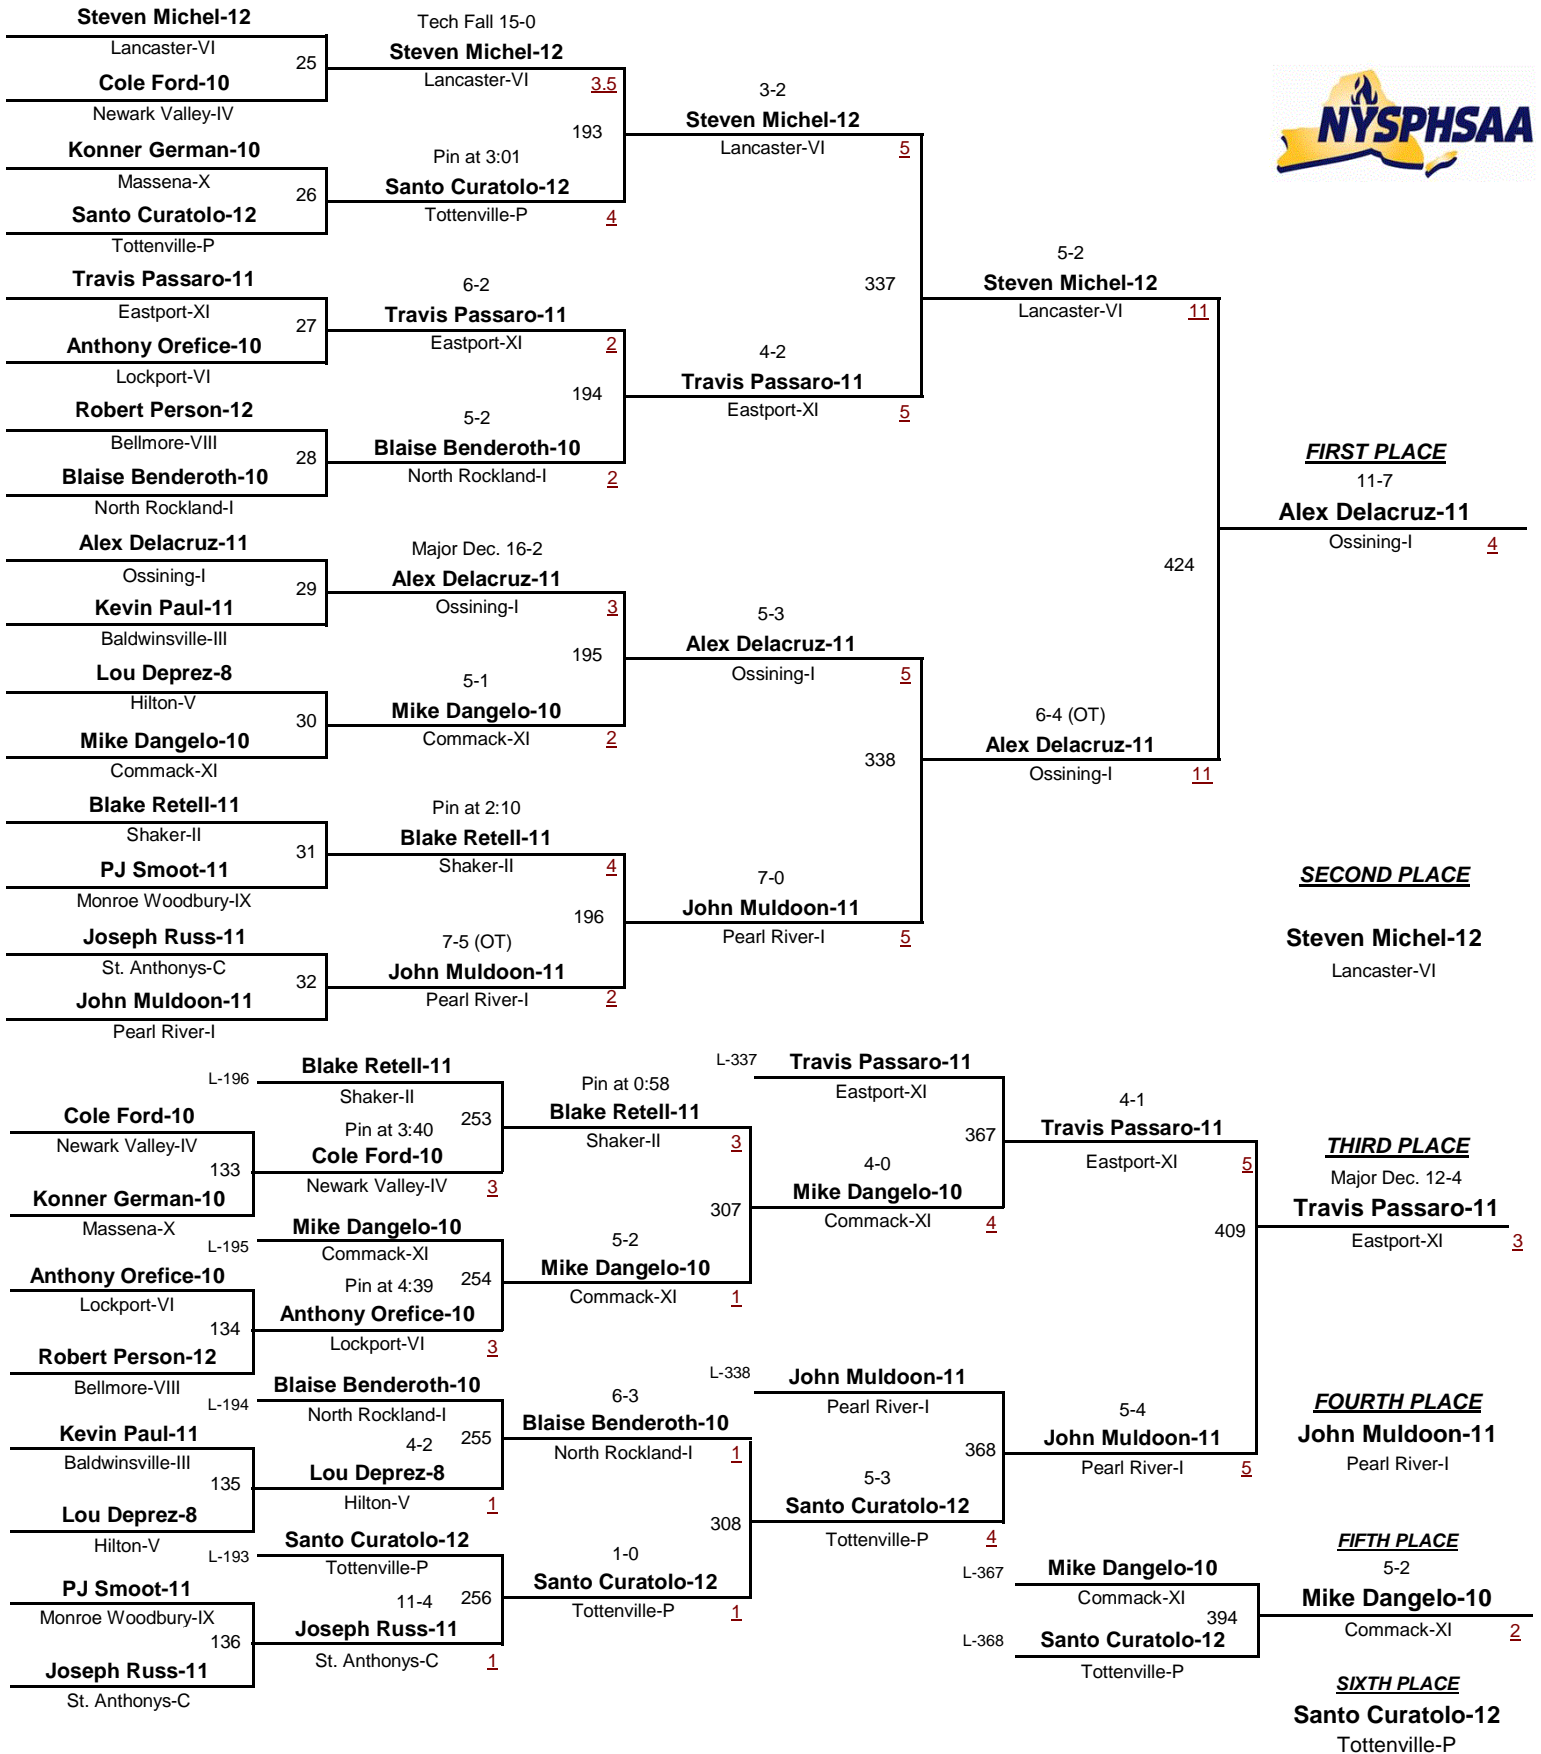 Steven Michel-12
Lancaster-VI
25
Cole Ford-10
Newark Valley-IV
Konner German-10
Massena-X
26
Santo Curatolo-12
Tottenville-P
Travis Passaro-11
Eastport-XI
27
Anthony Orefice-10
Lockport-VI
Robert Person-12
Bellmore-VIII
28
Blaise Benderoth-10
North Rockland-I
Alex Delacruz-11
Ossining-I
29
Kevin Paul-11
Baldwinsville-III
Lou Deprez-8
Hilton-V
30
Mike Dangelo-10
Commack-XI
Blake Retell-11
Shaker-II
31
PJ Smoot-11
Monroe Woodbury-IX
Joseph Russ-11
St. Anthonys-C
32
John Muldoon-11
Pearl River-I
Tech Fall 15-0
Steven Michel-12
Lancaster-VI 3.5
193
Pin at 3:01
Santo Curatolo-12
Tottenville-P 4
6-2
Travis Passaro-11
Eastport-XI 2
194
5-2
Blaise Benderoth-10
North Rockland-I 2
Major Dec. 16-2
Alex Delacruz-11
Ossining-I 3
195
5-1
Mike Dangelo-10
Commack-XI 2
Pin at 2:10
Blake Retell-11
Shaker-II 4
196
7-5 (OT)
John Muldoon-11
Pearl River-I 2
3-2
Steven Michel-12
Lancaster-VI 5
337
4-2
Travis Passaro-11
Eastport-XI 5
5-3
Alex Delacruz-11
Ossining-I 5
338
7-0
John Muldoon-11
Pearl River-I 5
5-2
Steven Michel-12
Lancaster-VI 11
424
6-4 (OT)
Alex Delacruz-11
Ossining-I 11
NYSPHSAA
FIRST PLACE
11-7
Alex Delacruz-11
Ossining-I 4
SECOND PLACE
Steven Michel-12
Lancaster-VI
Cole Ford-10
Newark Valley-IV
133
Konner German-10
Massena-X
Anthony Orefice-10
Lockport-VI
134
Robert Person-12
Bellmore-VIII
Kevin Paul-11
Baldwinsville-III
135
Lou Deprez-8
Hilton-V
PJ Smoot-11
Monroe Woodbury-IX
136
Joseph Russ-11
St. Anthonys-C
L-196 Blake Retell-11
Shaker-II
253
Pin at 3:40
Cole Ford-10
Newark Valley-IV 3
L-195 Mike Dangelo-10
Commack-XI
254
Pin at 4:39
Anthony Orefice-10
Lockport-VI 3
L-194 Blaise Benderoth-10
North Rockland-I
255
4-2
Lou Deprez-8
Hilton-V 1
L-193 Santo Curatolo-12
Tottenville-P
256
11-4
Joseph Russ-11
St. Anthonys-C 1
Pin at 0:58
Blake Retell-11
Shaker-II 3
307
5-2
Mike Dangelo-10
Commack-XI 1
6-3
Blaise Benderoth-10
North Rockland-I 1
308
1-0
Santo Curatolo-12
Tottenville-P 1
L-337 Travis Passaro-11
Eastport-XI
367
4-0
Mike Dangelo-10
Commack-XI 4
L-338 John Muldoon-11
Pearl River-I
368
5-3
Santo Curatolo-12
Tottenville-P 4
4-1
Travis Passaro-11
Eastport-XI 5
409
5-4
John Muldoon-11
Pearl River-I 5
L-367 Mike Dangelo-10
Commack-XI
394
L-368 Santo Curatolo-12
Tottenville-P
THIRD PLACE
Major Dec. 12-4
Travis Passaro-11
Eastport-XI 3
FOURTH PLACE
John Muldoon-11
Pearl River-I
FIFTH PLACE
5-2
Mike Dangelo-10
Commack-XI 2
SIXTH PLACE
Santo Curatolo-12
Tottenville-P